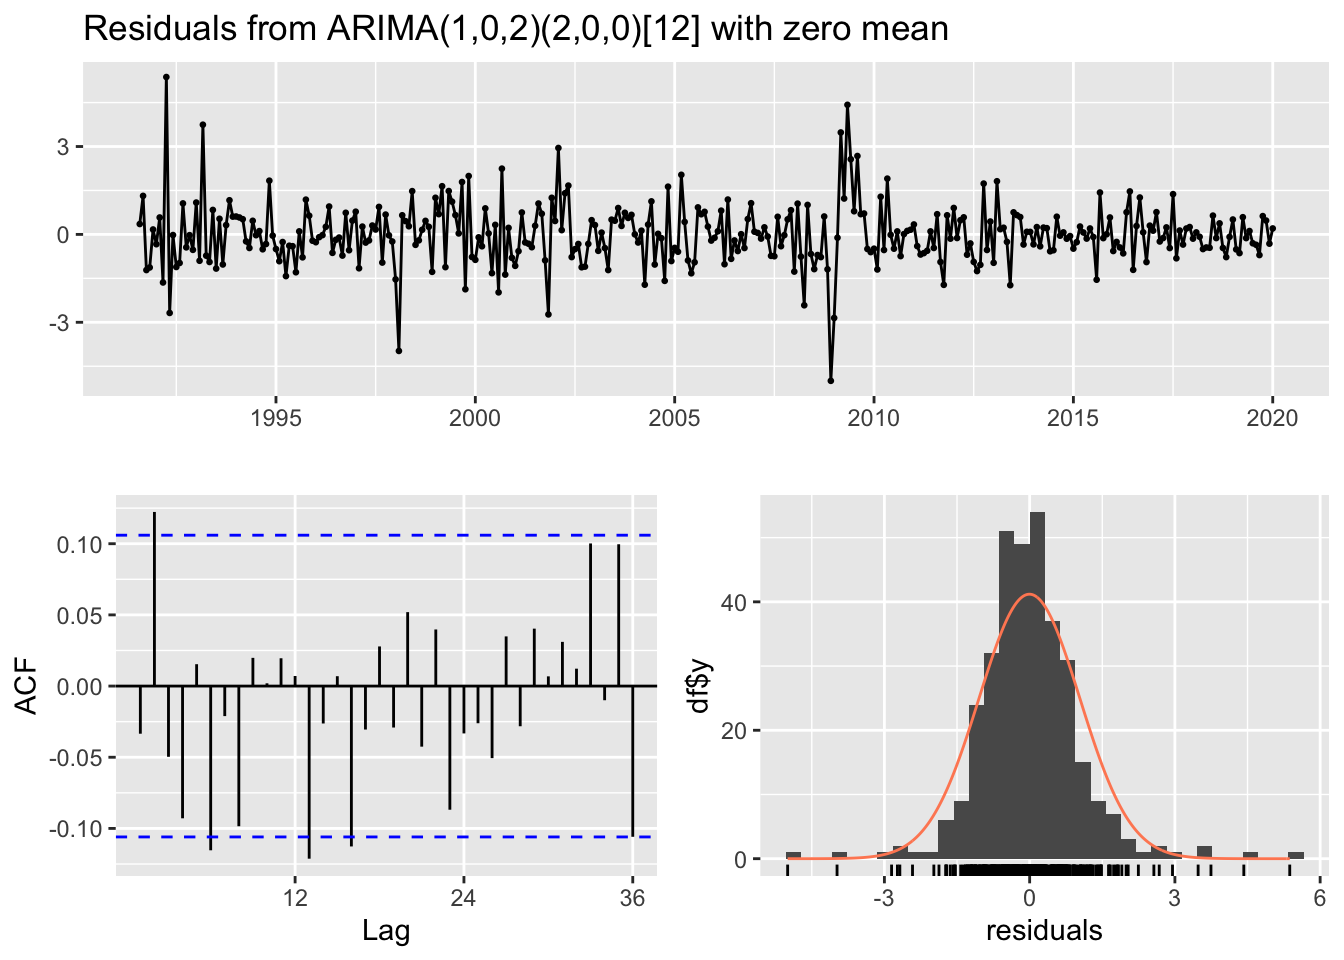 Residuals from ARIMA(1,0,2)(2,0,0)[12] with zero mean
3
0
-3
1995 2000 2005 2010 2015 2020
ACF
0.10
0.05
0.00
-0.05
-0.10
12 24 36
Lag
df$y
40
20
0
-3 0 3 6
residuals